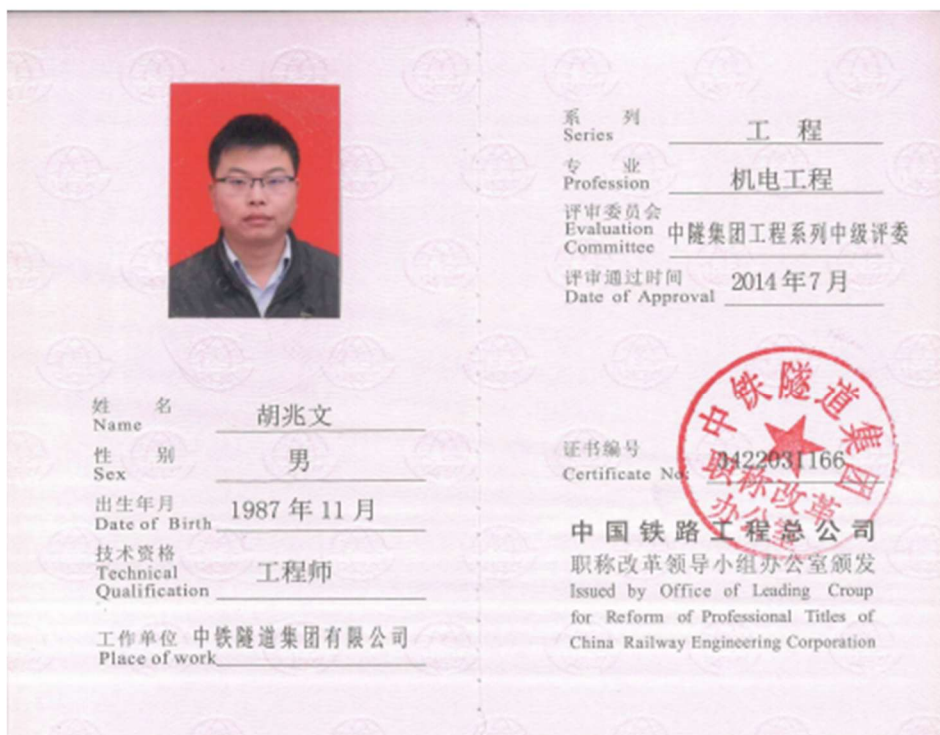 姓 名 胡兆文
Name
性 别 男
Sex
出生年月 1987年11月
Date of Birth
技术资格
Technical 工程师
Qualification
工作单位 中铁隧道集团有限公司
Place of work
系 列 工 程
Series
专 业 机电工程
Profession
评审委员会
Evaluation 中隧集团工程系列中级评委
Committee
评审通过时间 2014年7月
Date of Approval
中铁隧道集团
职称改革
办公室
证书编号
Certificate No. 3422031166
中国铁路工程总公司
职称改革领导小组办公室颁发
Issued by Office of Leading Croup
for Reform of Professional Titles of
China Railway Engineering Corporation